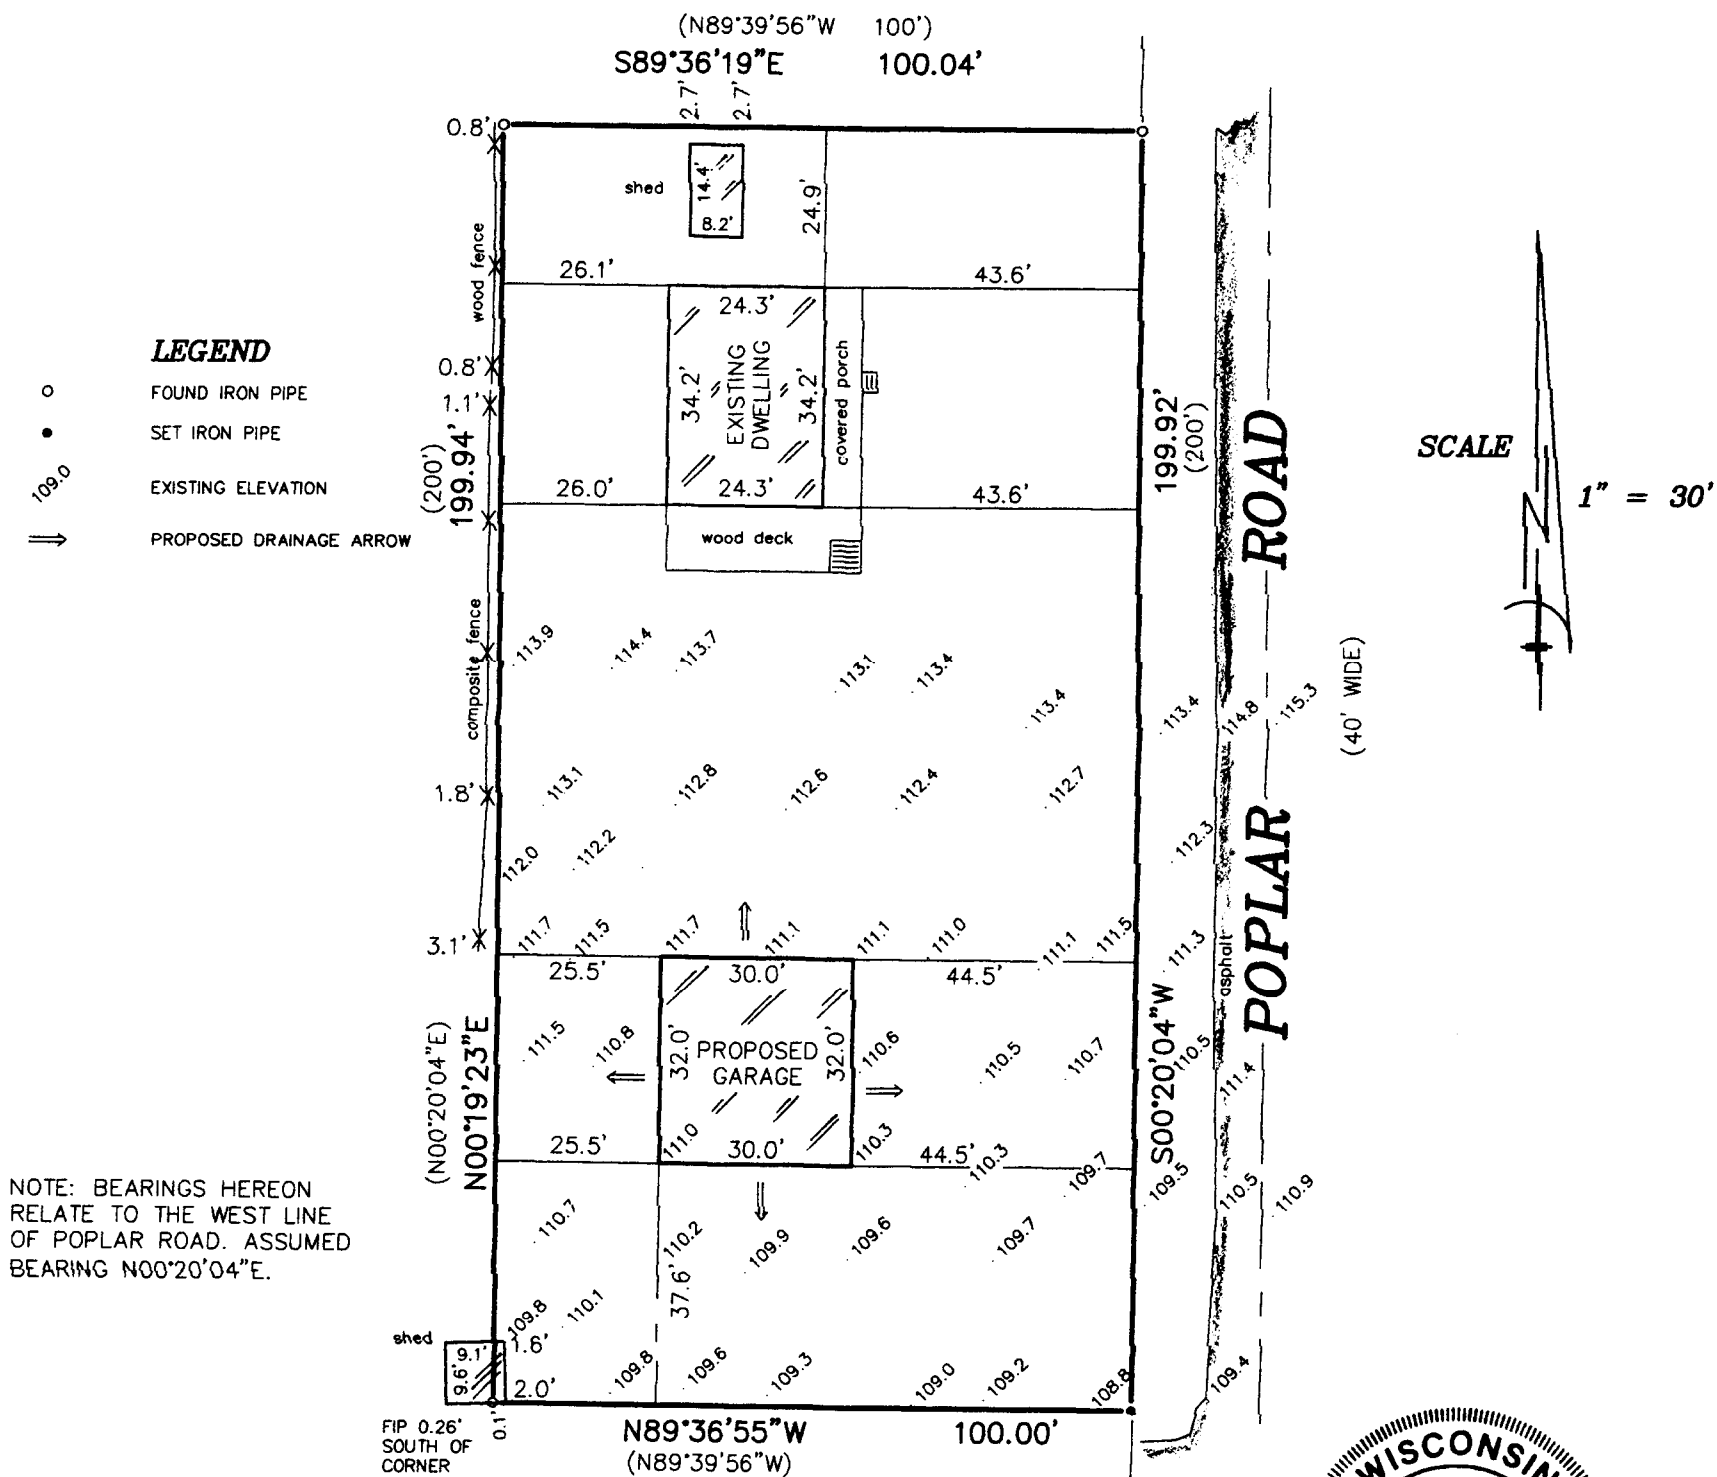 (N89°39'56"W 100')
S89°36'19"E 100.04'
2.7'
2.7'
0.8'
shed
14.4'
8.2'
24.9'
wood fence
26.1'
43.6'
24.3'
LEGEND
FOUND IRON PIPE
SET IRON PIPE
109.0
EXISTING ELEVATION
PROPOSED DRAINAGE ARROW
0.8'
1.1'
(200')
199.94'
34.2'
EXISTING
DWELLING
34.2'
covered porch
199.92'
(200')
26.0'
24.3'
43.6'
wood deck
POPLAR ROAD
(40' WIDE)
SCALE
1" = 30'
N
composite fence
113.9
114.4
113.7
113.1
113.4
113.4
113.4
114.8
115.3
1.8'
113.1
112.8
112.6
112.4
112.7
112.3
112.0
112.2
3.1'
111.7
111.5
111.7
111.1
111.1
111.0
111.1
111.5
111.3
asphalt
25.5'
30.0'
44.5'
(N00°20'04"E)
N00°19'23"E
111.5
110.8
32.0'
PROPOSED
GARAGE
32.0'
110.6
110.5
110.7
S00°20'04"W
110.5
111.4
25.5'
111.0
30.0'
110.3
44.5'
110.3
109.7
109.5
110.5
110.9
NOTE: BEARINGS HEREON
RELATE TO THE WEST LINE
OF POPLAR ROAD. ASSUMED
BEARING N00°20'04"E.
110.7
110.2
109.9
109.6
109.7
37.6'
109.8
110.1
shed
9.1'
9.6'
1.6'
2.0'
109.8
109.6
109.3
109.0
109.2
108.8
109.4
FIP 0.26'
SOUTH OF
CORNER
0.1'
N89°36'55"W 100.00'
(N89°39'56"W)
WISCONSIN